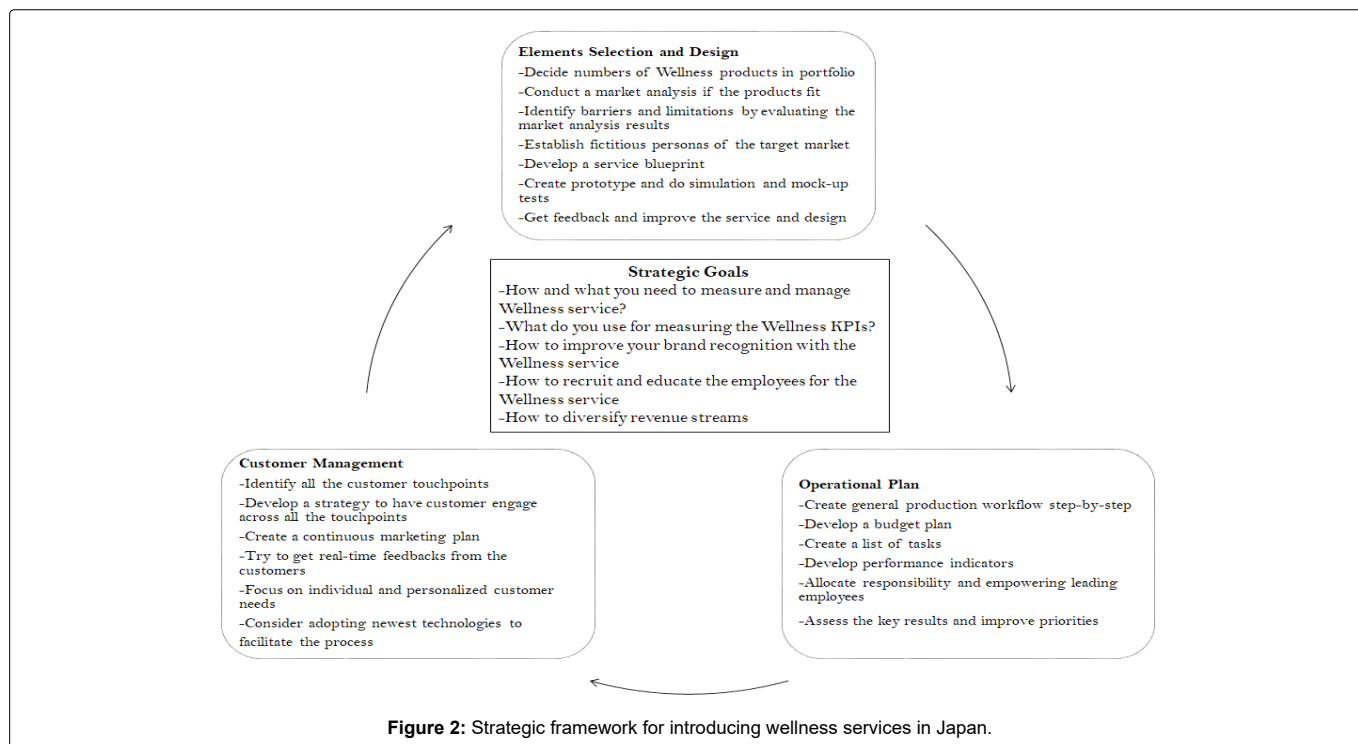 Elements Selection and Design
-Decide numbers of Wellness products in portfolio
-Conduct a market analysis if the products fit
-Identify barriers and limitations by evaluating the
market analysis results
-Establish fictitious personas of the target market
-Develop a service blueprint
-Create prototype and do simulation and mock-up
tests
-Get feedback and improve the service and design
Strategic Goals
-How and what you need to measure and manage
Wellness service?
-What do you use for measuring the Wellness KPIs?
-How to improve your brand recognition with the
Wellness service
-How to recruit and educate the employees for the
Wellness service
-How to diversify revenue streams
Customer Management
-Identify all the customer touchpoints
-Develop a strategy to have customer engage
across all the touchpoints
-Create a continuous marketing plan
-Try to get real-time feedbacks from the
customers
-Focus on individual and personalized customer
needs
-Consider adopting newest technologies to
facilitate the process
Operational Plan
-Create general production workflow step-by-step
-Develop a budget plan
-Create a list of tasks
-Develop performance indicators
-Allocate responsibility and empowering leading
employees
-Assess the key results and improve priorities
Figure 2: Strategic framework for introducing wellness services in Japan.